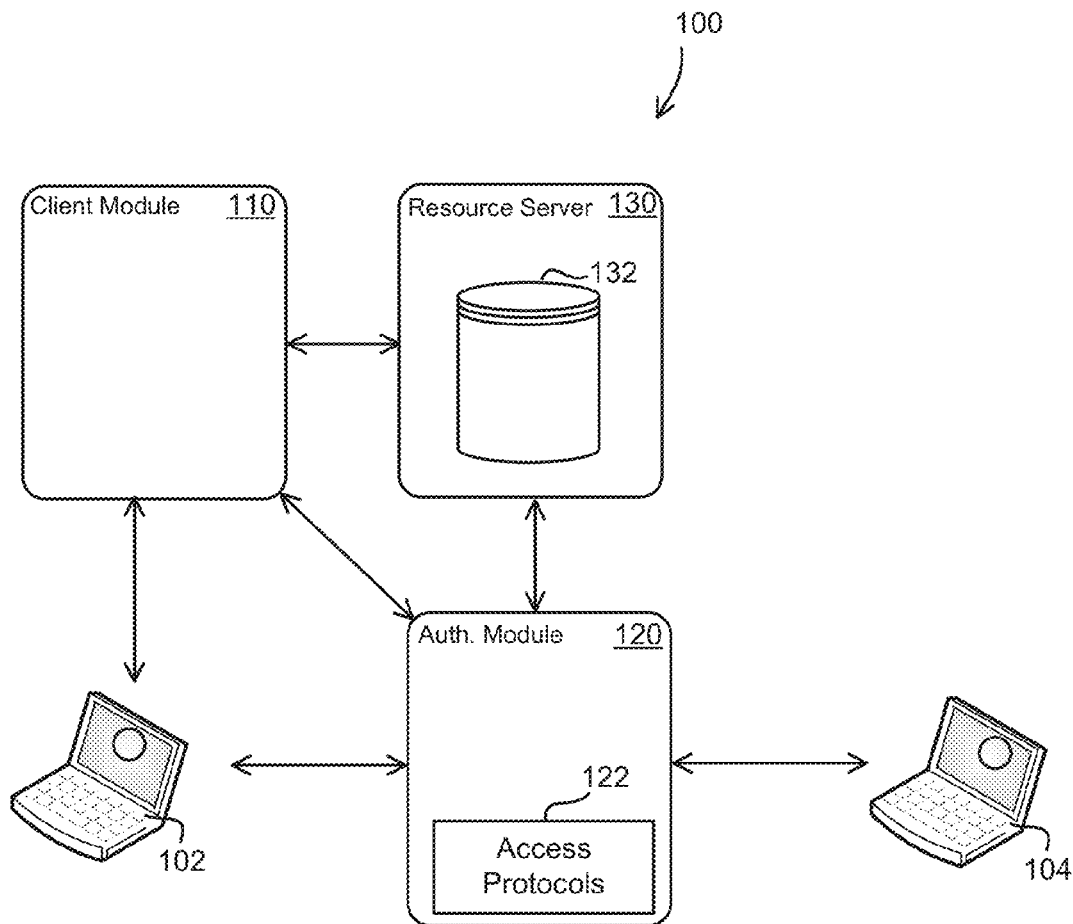 100
Client Module 110
Resource Server 130
132
Auth. Module 120
122
Access
Protocols
102
104